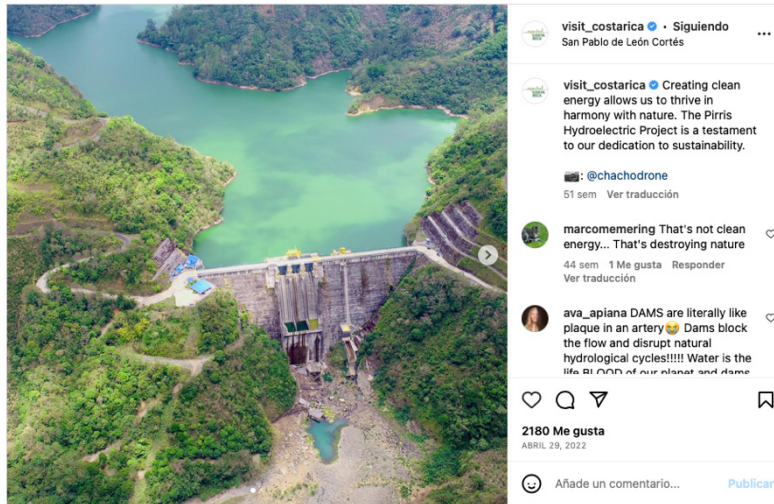 visit_costarica • Siguiendo
San Pablo de León Cortés
visit_costarica Creating clean
energy allows us to thrive in
harmony with nature. The Pirris
Hydroelectric Project is a testament
to our dedication to sustainability.
📷: @chachodrone
51 sem Ver traducción
marcomemering That's not clean
energy... That's destroying nature
44 sem 1 Me gusta Responder
Ver traducción
ava_apiana DAMS are literally like
plaque in an artery😭 Dams block
the flow and disrupt natural
hydrological cycles!!!!! Water is the
life BLOOD of our planet and dams
2180 Me gusta
ABRIL 29, 2022
Añade un comentario... Publicar